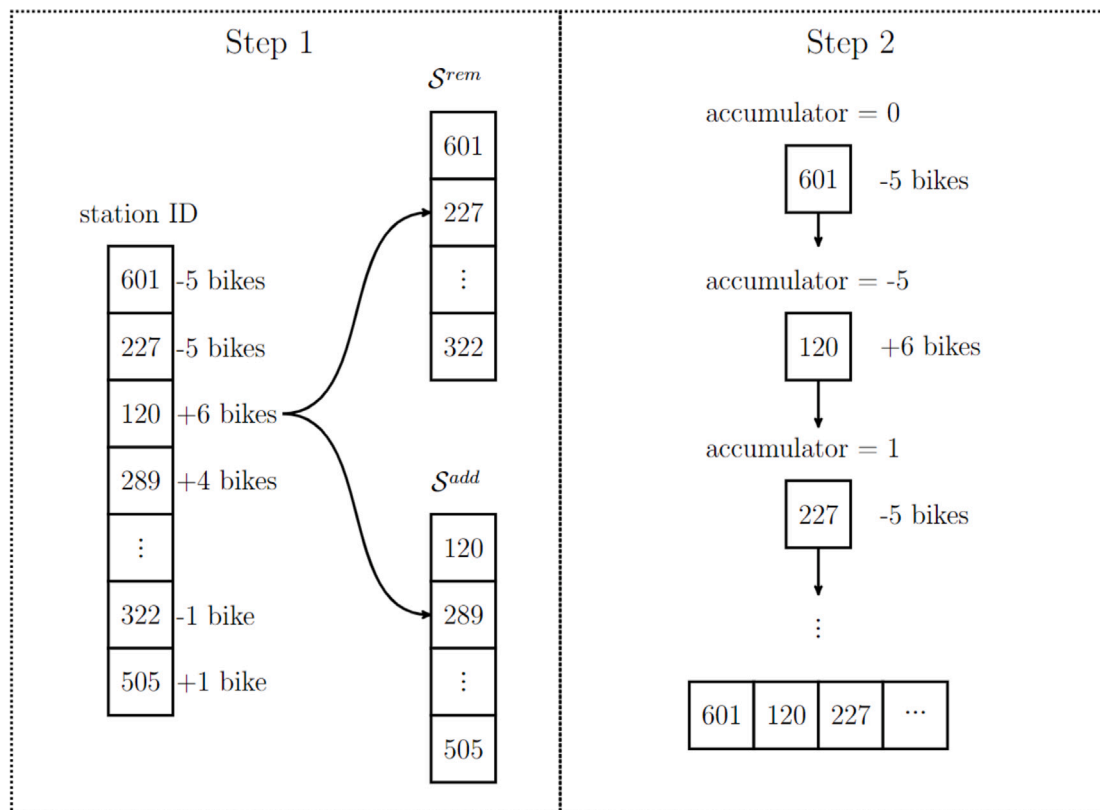 Step 1
station ID
601 -5 bikes
227 -5 bikes
120 +6 bikes
289 +4 bikes
⋮
322 -1 bike
505 +1 bike
S^rem
601
227
⋮
322
S^add
120
289
⋮
505
Step 2
accumulator = 0
601 -5 bikes
accumulator = -5
120 +6 bikes
accumulator = 1
227 -5 bikes
⋮
601 120 227 ...